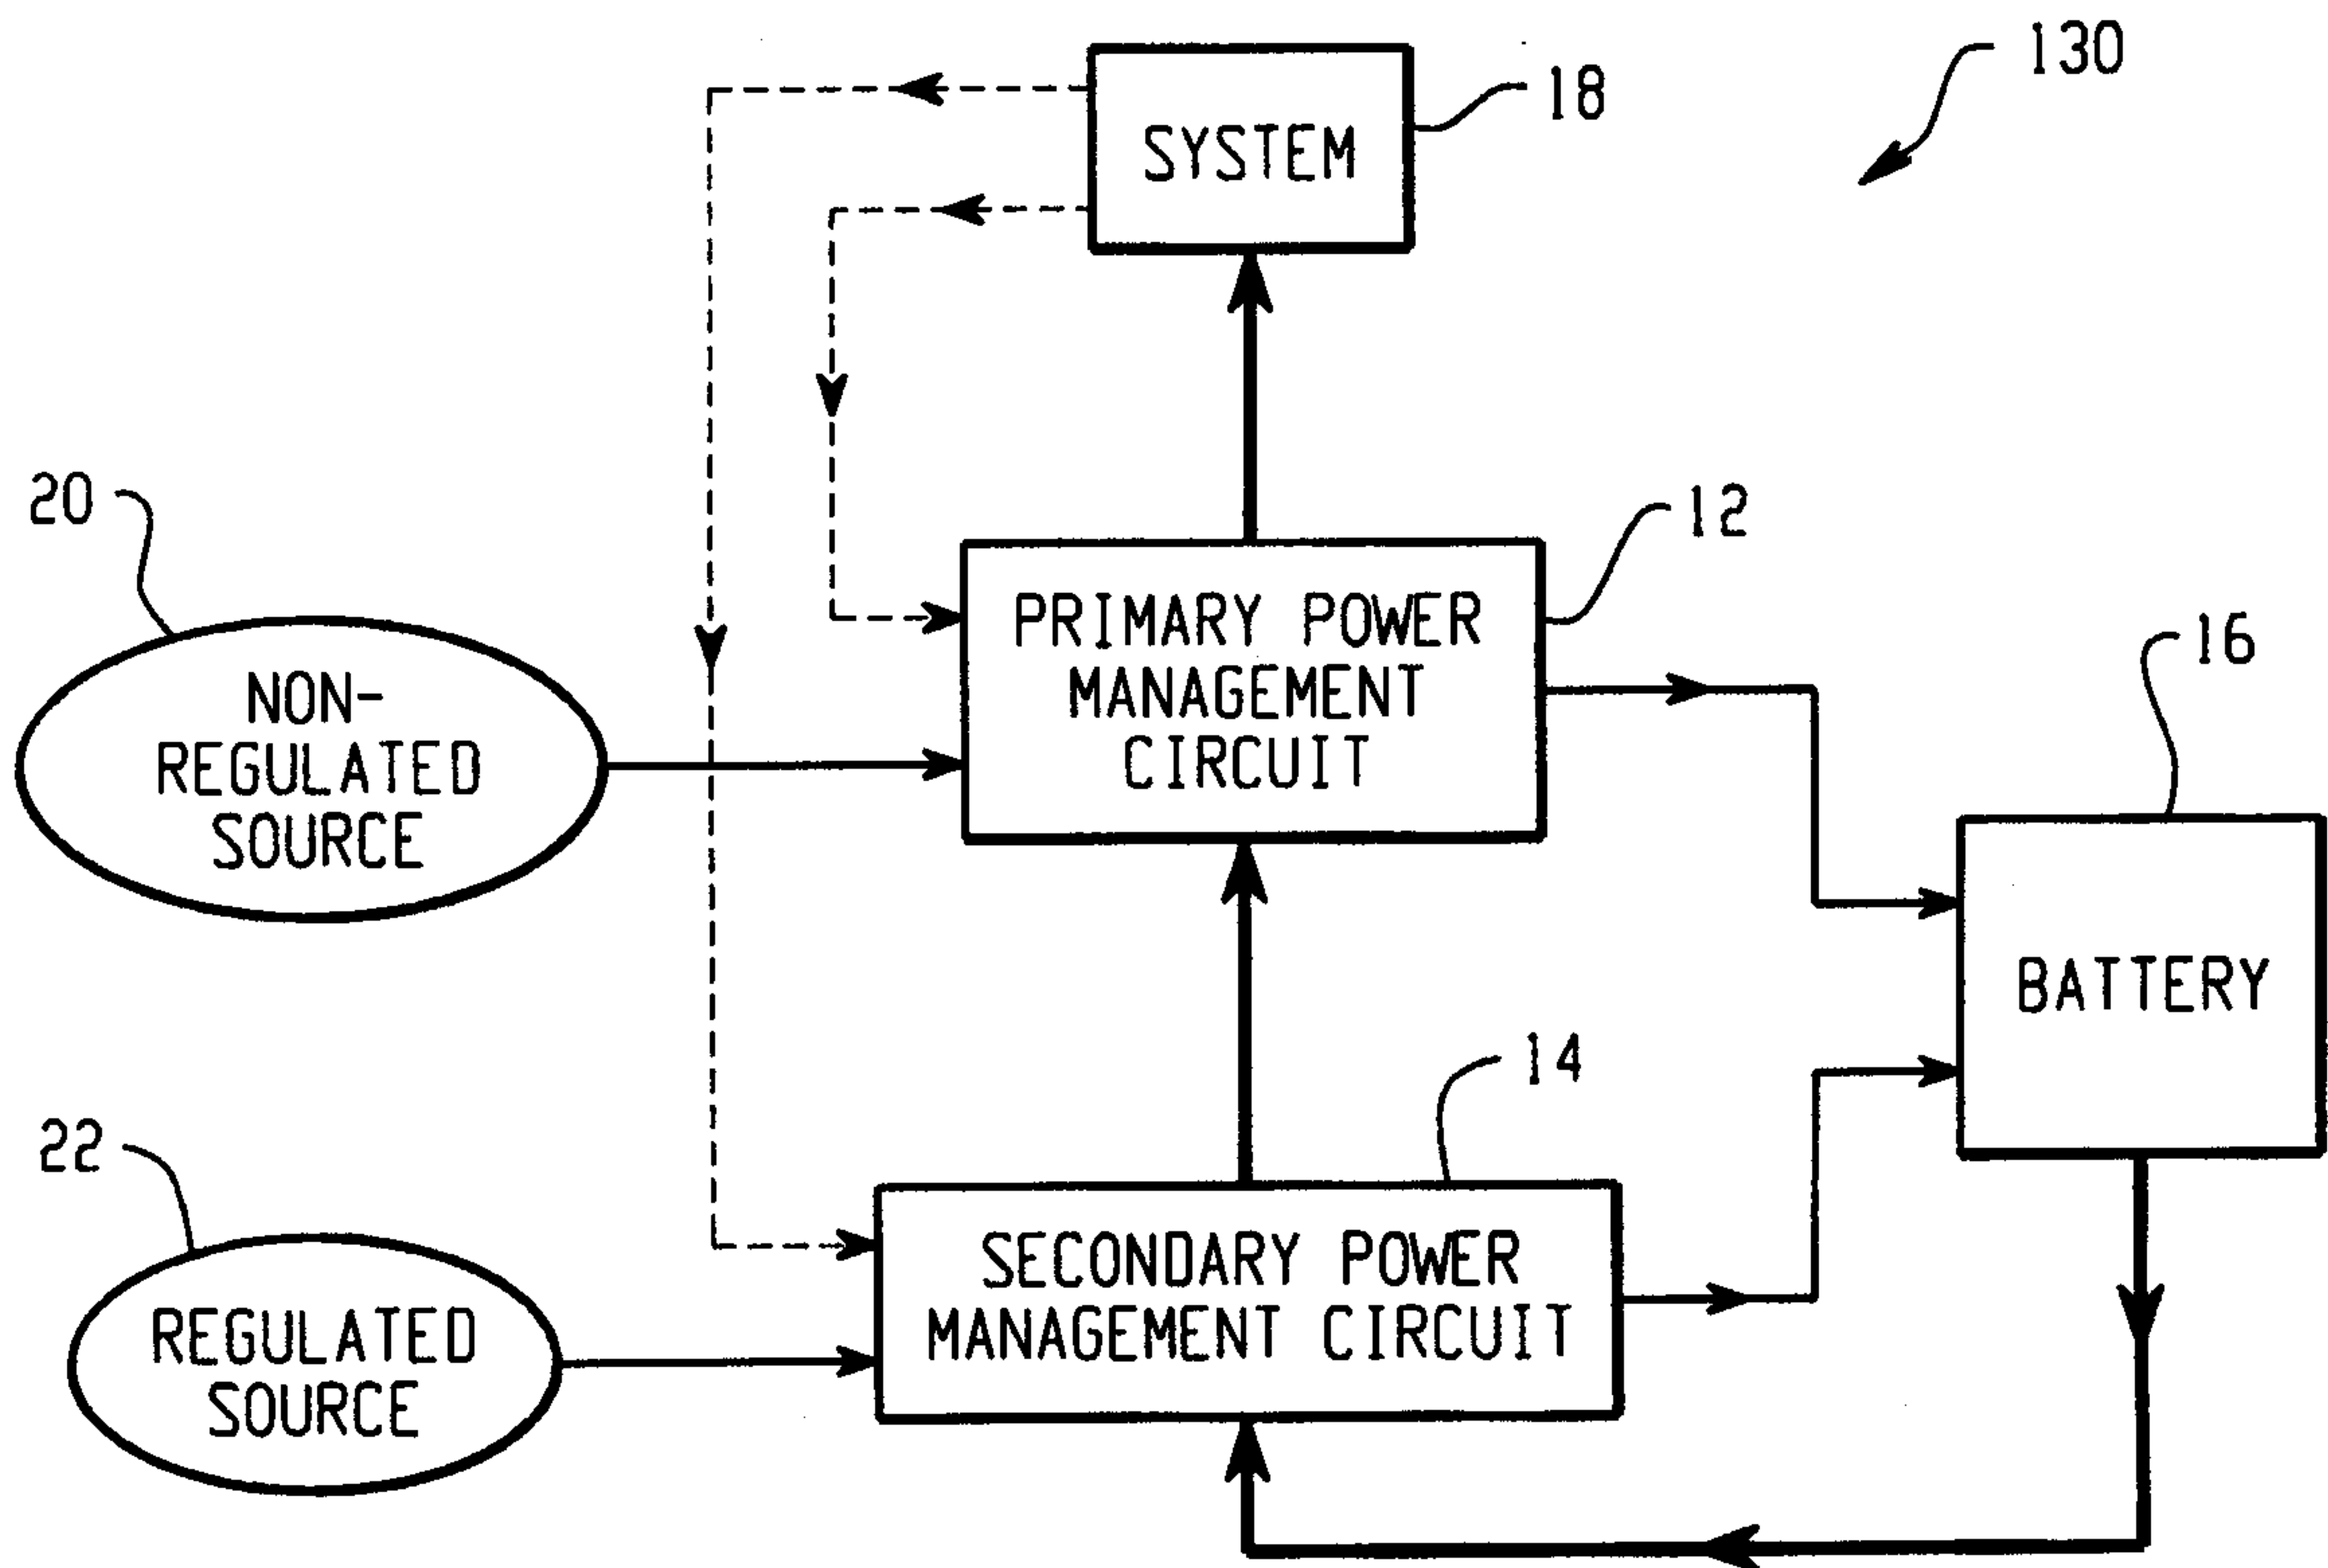 130
18
SYSTEM
20
12
PRIMARY POWER
MANAGEMENT
CIRCUIT
16
NON-
REGULATED
SOURCE
BATTERY
14
22
SECONDARY POWER
MANAGEMENT CIRCUIT
REGULATED
SOURCE